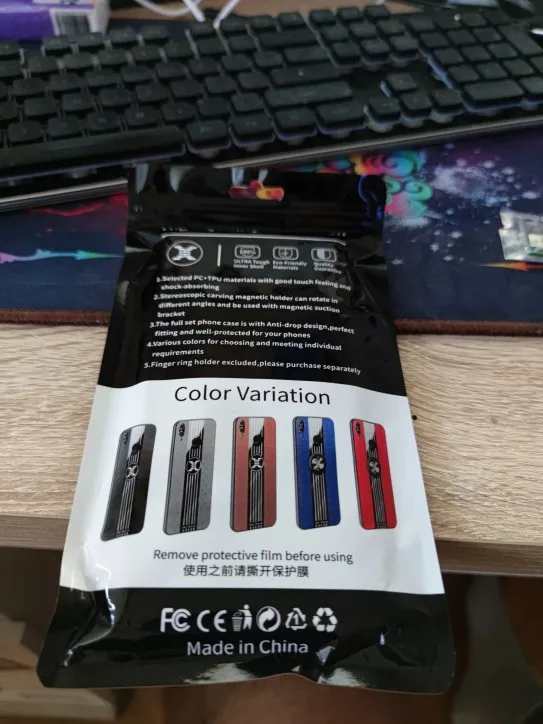 ULTRA Tough Eco-Friendly Quality
Inner Shell Materials Guarantee
1.Selected PC+TPU materials with good touch feeling and
shock-absorbing
2.Stereoscopic carving magnetic holder can rotate in
different angles and be used with magnetic suction
bracket
3.The full set phone case is with Anti-drop design,perfect
fitting and well-protected for your phones
4.Various colors for choosing and meeting individual
requirements
5.Finger ring holder excluded,please purchase separately
Color Variation
Remove protective film before using
使用之前请撕开保护膜
FC CE
Made in China